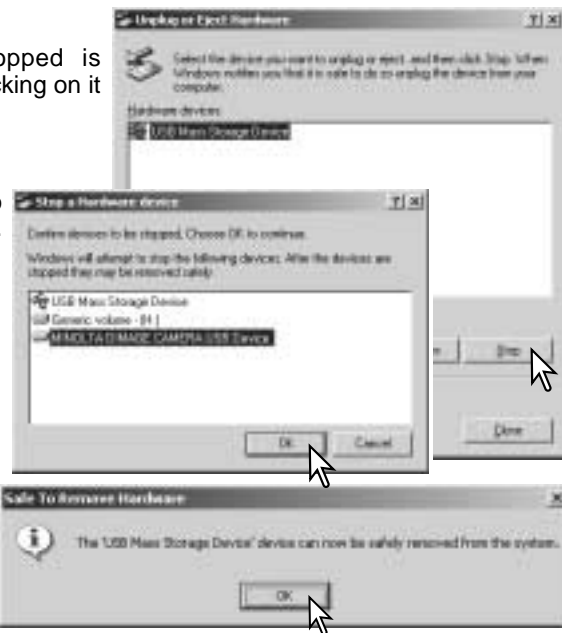 opped is
cking on it
Unplug or Eject Hardware
Select the device you want to unplug or eject, and then click Stop. When
Windows notifies you that it is safe to do so unplug the device from your
computer.
Hardware devices:
USB Mass Storage Device
Stop
Close
Stop a Hardware device
Confirm devices to be stopped, Choose OK to continue.
Windows will attempt to stop the following devices. After the devices are
stopped they may be removed safely.
USB Mass Storage Device
Generic volume -
MINOLTA DIMAGE CAMERA USB Device
OK
Cancel
Safe To Remove Hardware
The 'USB Mass Storage Device' device can now be safely removed from the system.
OK